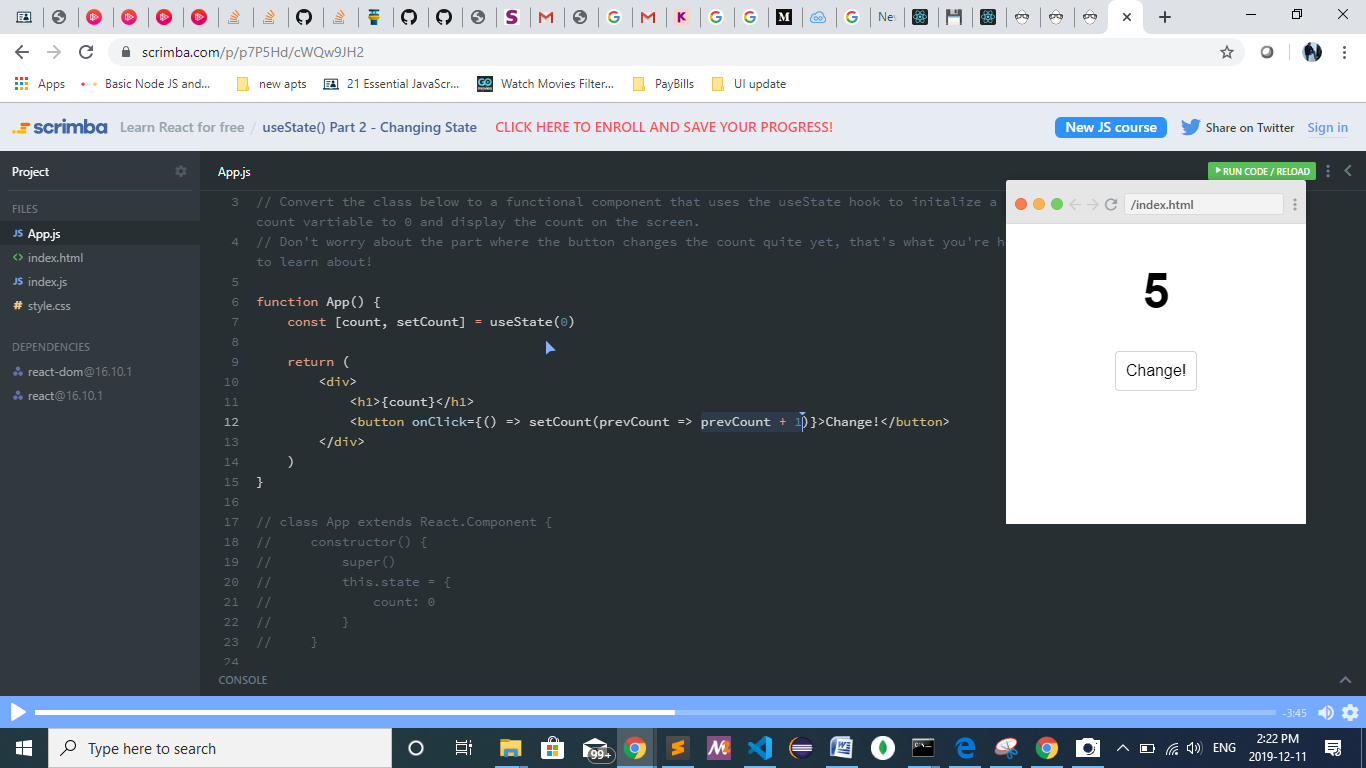 New
scrimba.com/p/p7P5Hd/cWQw9JH2
Apps
Basic Node JS and...
new apts
21 Essential JavaScr...
Watch Movies Filter...
PayBills
UI update
scrimba
Learn React for free / useState() Part 2 - Changing State
CLICK HERE TO ENROLL AND SAVE YOUR PROGRESS!
New JS course
Share on Twitter
Sign in
Project
App.js
RUN CODE / RELOAD
FILES
JS App.js
<> index.html
JS index.js
# style.css
DEPENDENCIES
react-dom@16.10.1
react@16.10.1
3 // Convert the class below to a functional component that uses the useState hook to initalize a
count vartiable to 0 and display the count on the screen.
4 // Don't worry about the part where the button changes the count quite yet, that's what you're h
to learn about!
5
6 function App() {
7 const [count, setCount] = useState(0)
8
9 return (
10 <div>
11 <h1>{count}</h1>
12 <button onClick={() => setCount(prevCount => prevCount + 1)}>Change!</button>
13 </div>
14 )
15 }
16
17 // class App extends React.Component {
18 // constructor() {
19 // super()
20 // this.state = {
21 // count: 0
22 // }
23 // }
24
/index.html
5
Change!
CONSOLE
-3:45
Type here to search
99+
ENG
2:22 PM
2019-12-11